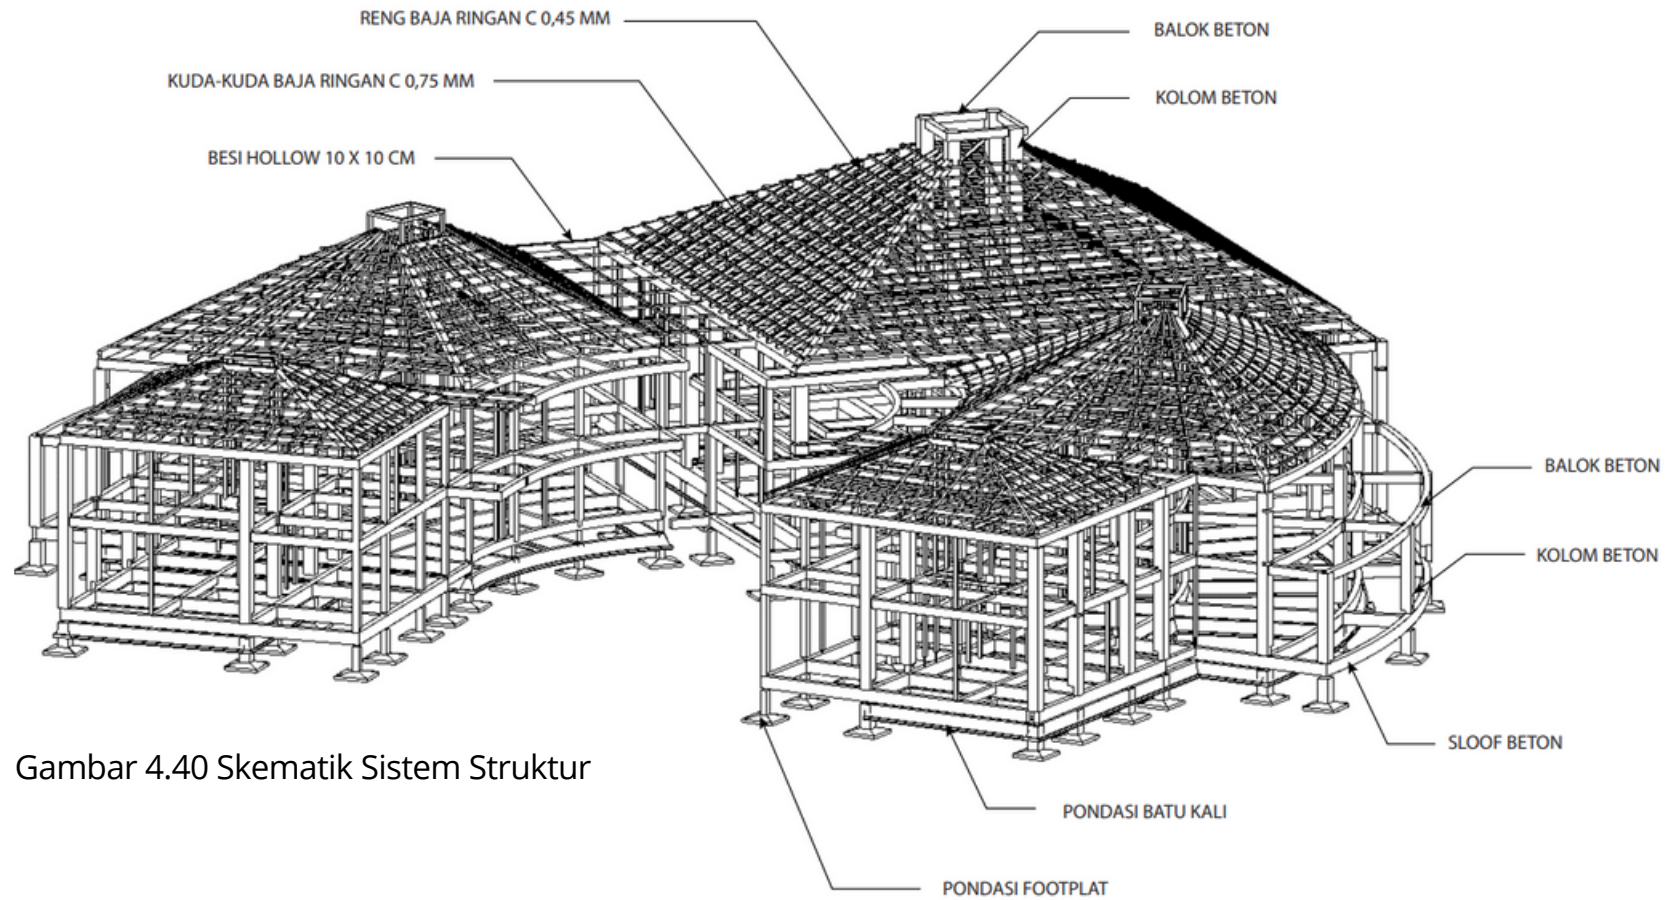 RENG BAJA RINGAN C 0,45 MM
BALOK BETON
KUDA-KUDA BAJA RINGAN C 0,75 MM
KOLOM BETON
BESI HOLLOW 10 X 10 CM
BALOK BETON
KOLOM BETON
SLOOF BETON
Gambar 4.40 Skematik Sistem Struktur
PONDASI BATU KALI
PONDASI FOOTPLAT